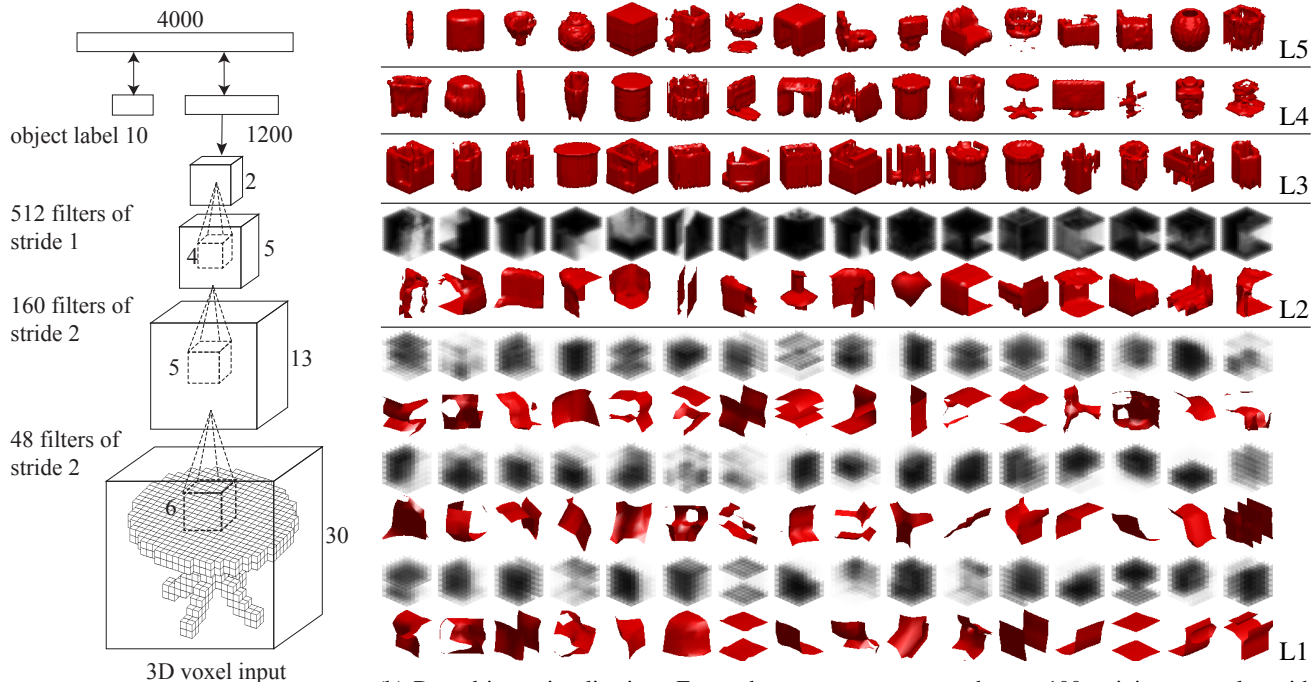 4000
object label 10
1200
2
512 filters of
stride 1
4
5
160 filters of
stride 2
5
13
48 filters of
stride 2
6
30
3D voxel input
L5
L4
L3
L2
L1